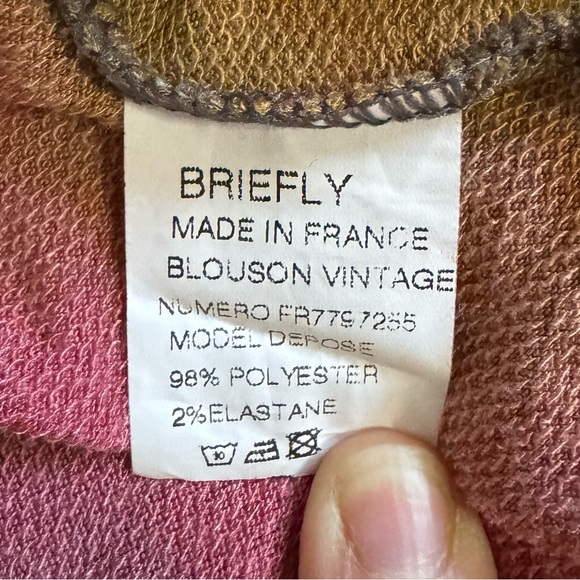 BRIEFLY
MADE IN FRANCE
BLOUSON VINTAGE
NUMERO FR7797255
MODEL DEPOSE
98% POLYESTER
2%ELASTANE